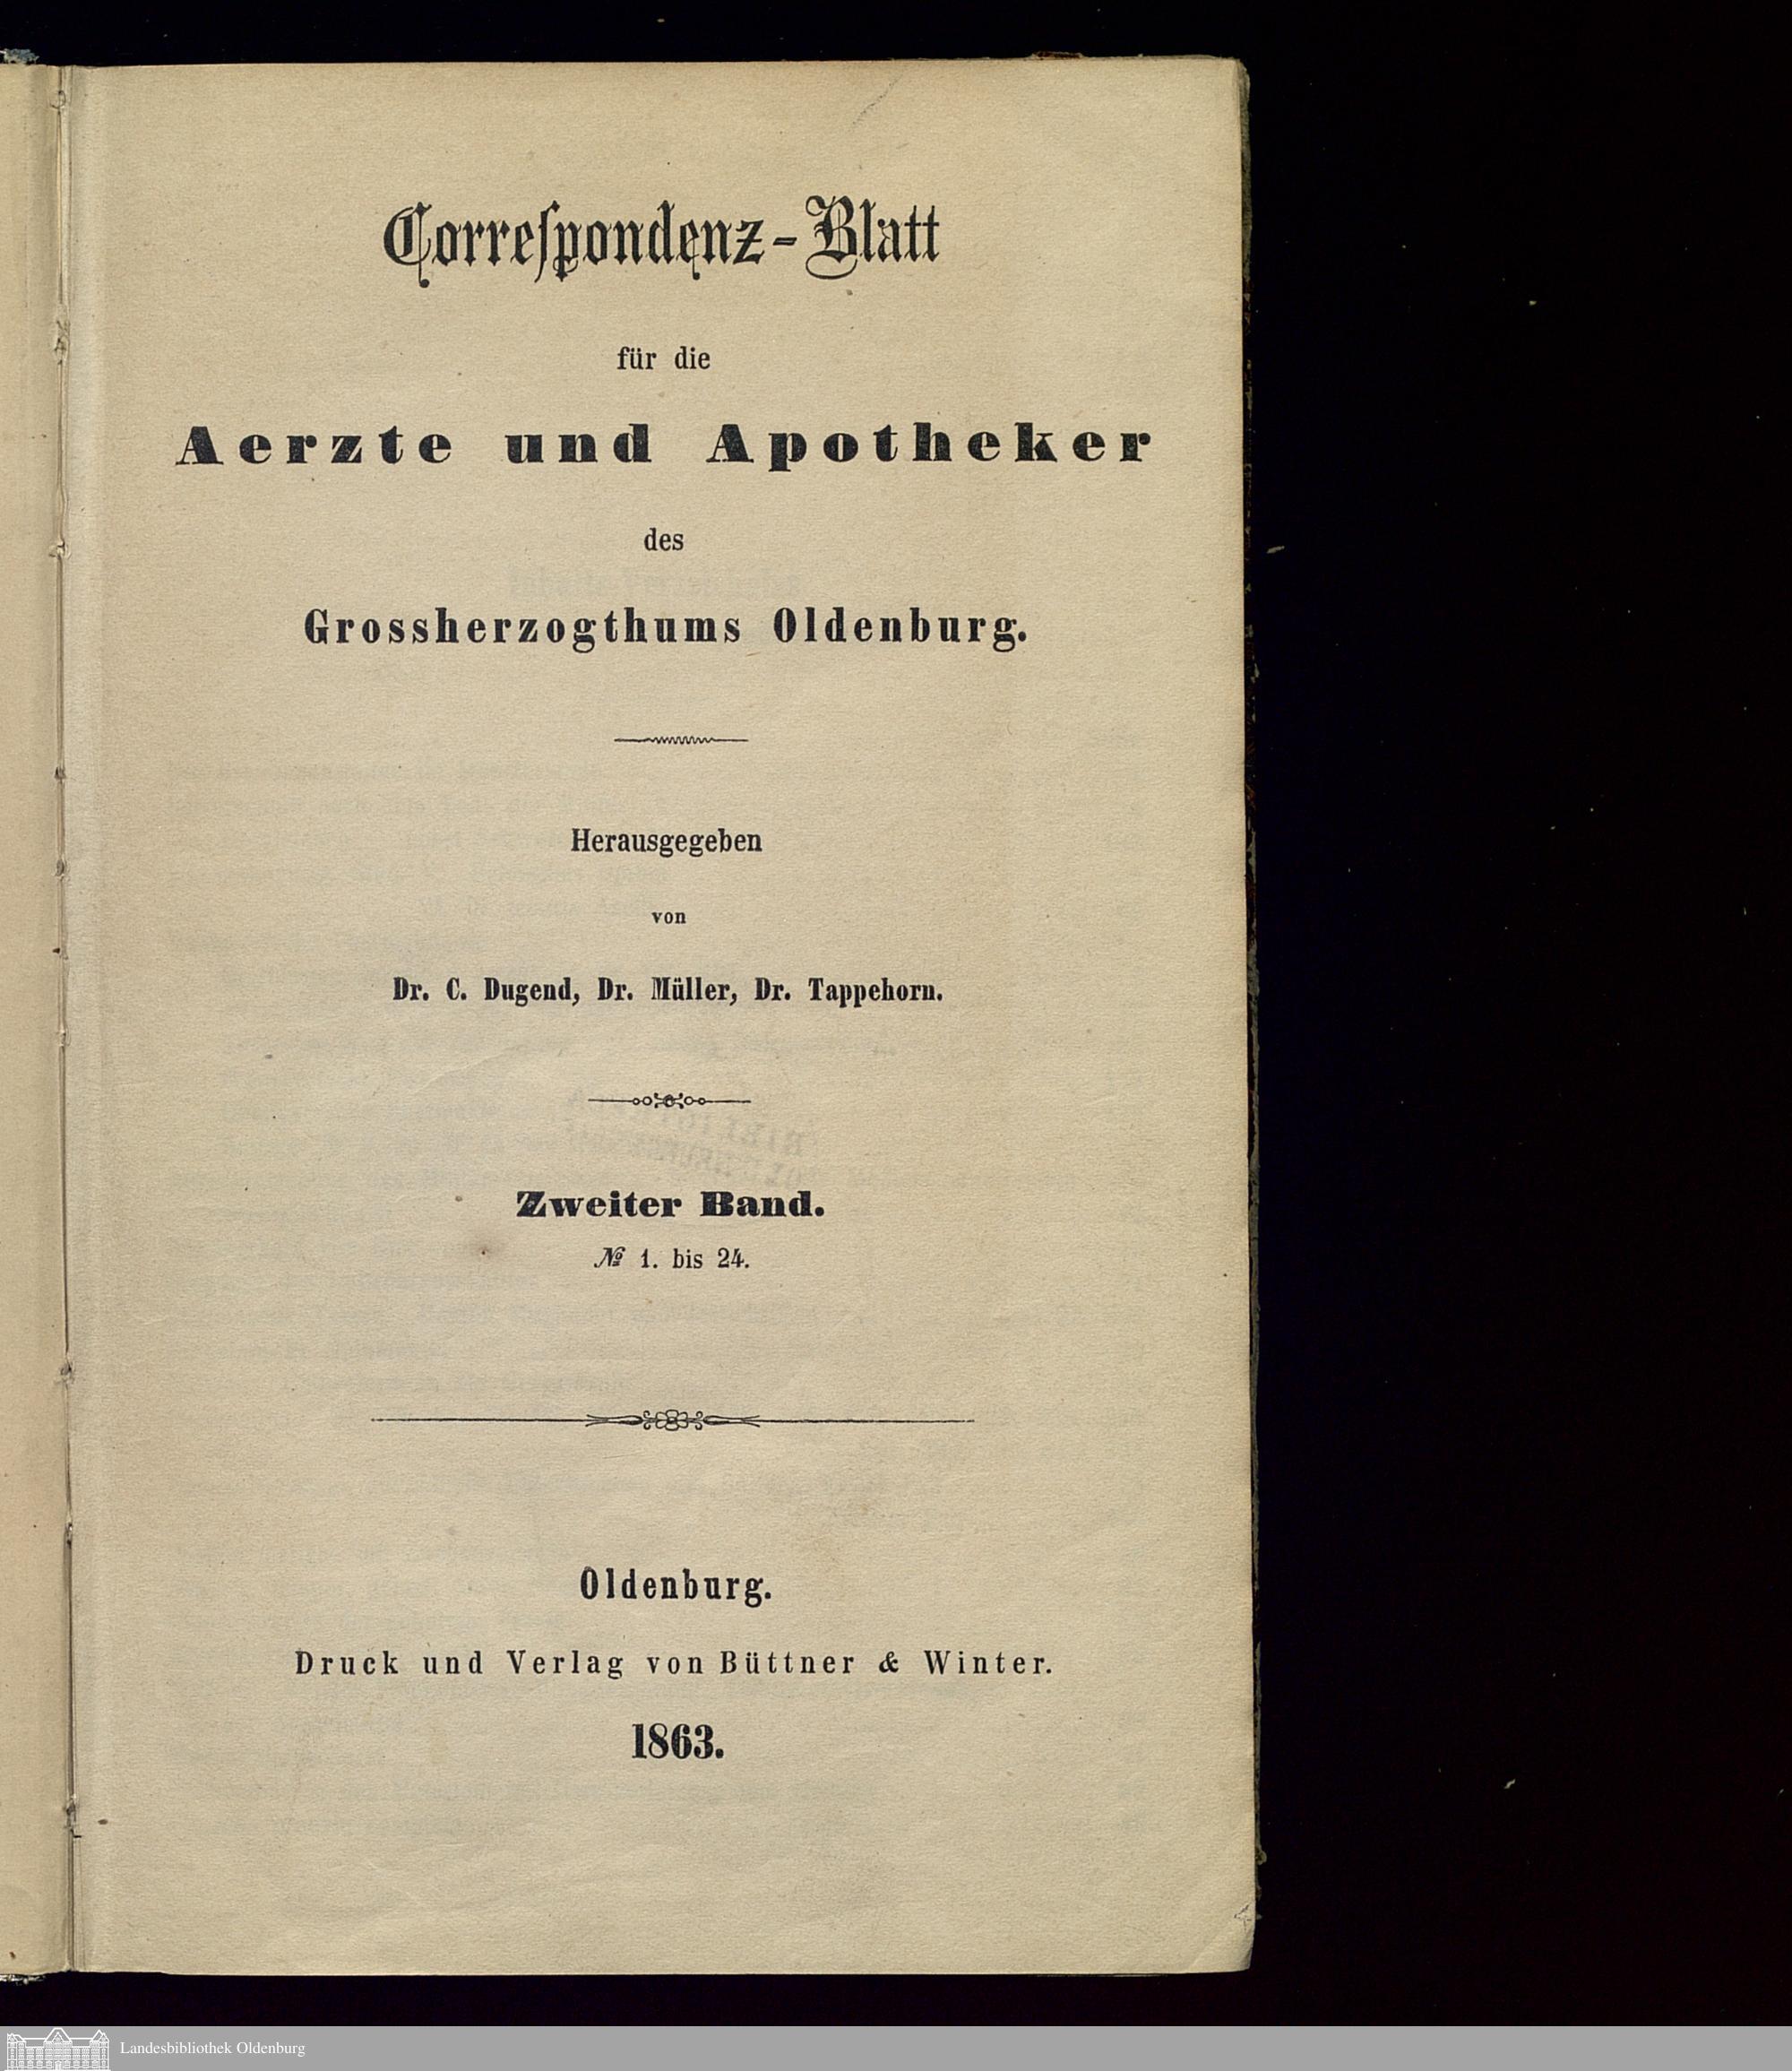 Correſpondenz-Blatt
für die
Aerzte und Apotheker
des
Grossherzogthums Oldenburg.
Herausgegeben
von
Dr. C. Dugend, Dr. Müller, Dr. Tappehorn.
Zweiter Band.
№ 1. bis 24.
Oldenburg.
Druck und Verlag von Büttner & Winter.
1863.
Landesbibliothek Oldenburg